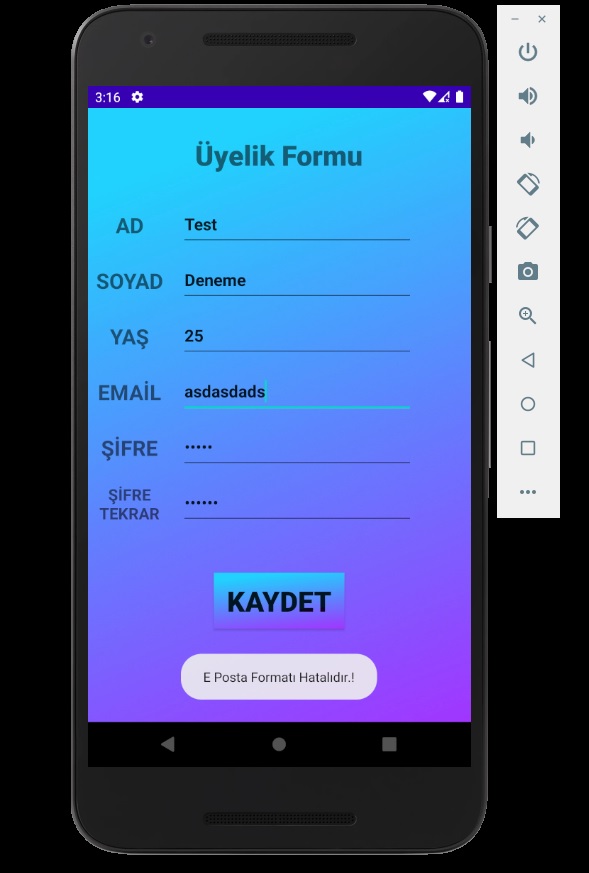 3:16
Üyelik Formu
AD
Test
SOYAD
Deneme
YAŞ
25
EMAİL
asdasdads
ŞİFRE
•••••
ŞİFRE
TEKRAR
••••••
KAYDET
E Posta Formatı Hatalıdır.!